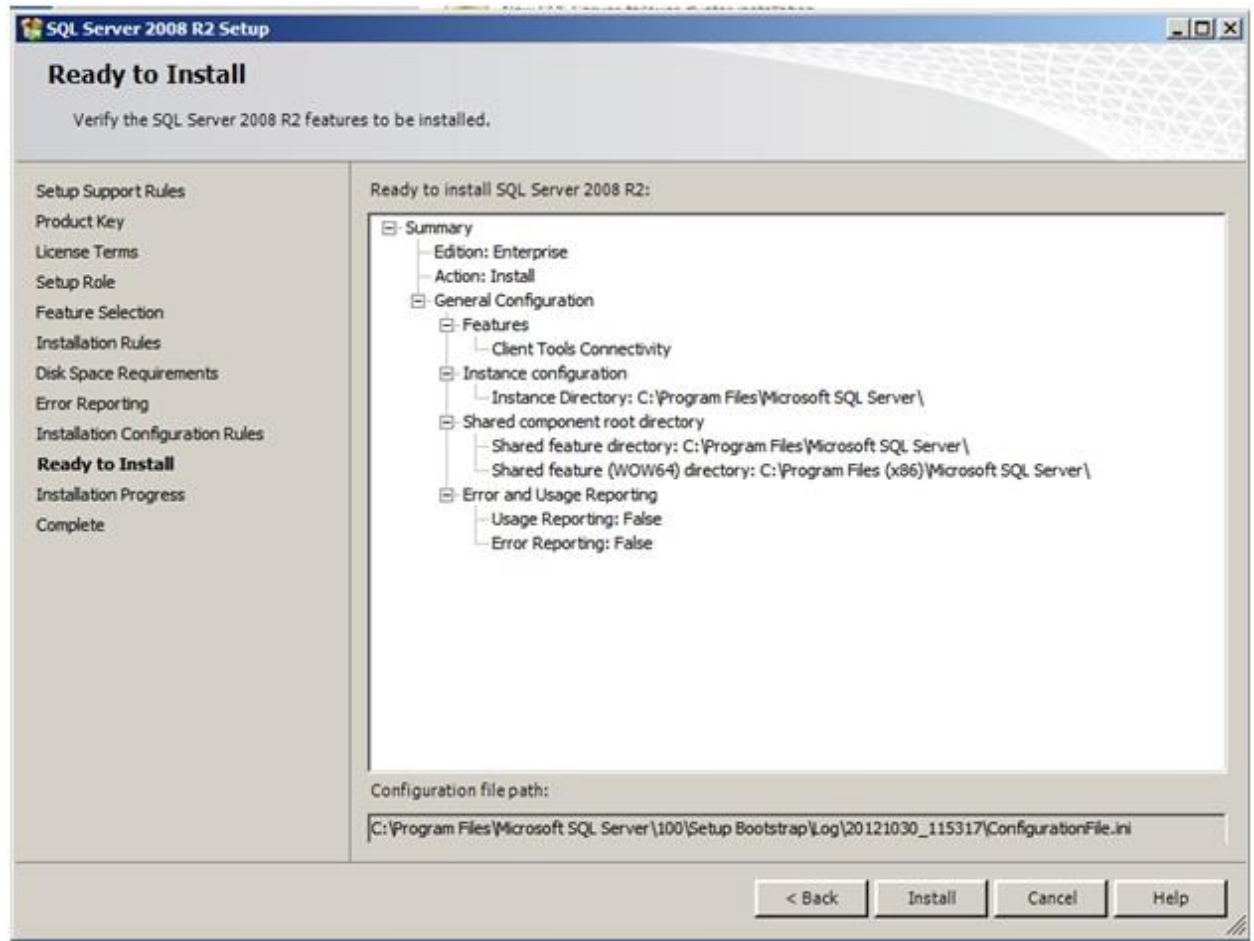 SQL Server 2008 R2 Setup
Ready to Install
Verify the SQL Server 2008 R2 features to be installed.
Setup Support Rules
Product Key
License Terms
Setup Role
Feature Selection
Installation Rules
Disk Space Requirements
Error Reporting
Installation Configuration Rules
Ready to Install
Installation Progress
Complete
Ready to install SQL Server 2008 R2:
Summary
Edition: Enterprise
Action: Install
General Configuration
Features
Client Tools Connectivity
Instance configuration
Instance Directory: C:\Program Files\Microsoft SQL Server\
Shared component root directory
Shared feature directory: C:\Program Files\Microsoft SQL Server\
Shared feature (WOW64) directory: C:\Program Files (x86)\Microsoft SQL Server\
Error and Usage Reporting
Usage Reporting: False
Error Reporting: False
Configuration file path:
C:\Program Files\Microsoft SQL Server\100\Setup Bootstrap\Log\20121030_115317\ConfigurationFile.ini
< Back
Install
Cancel
Help